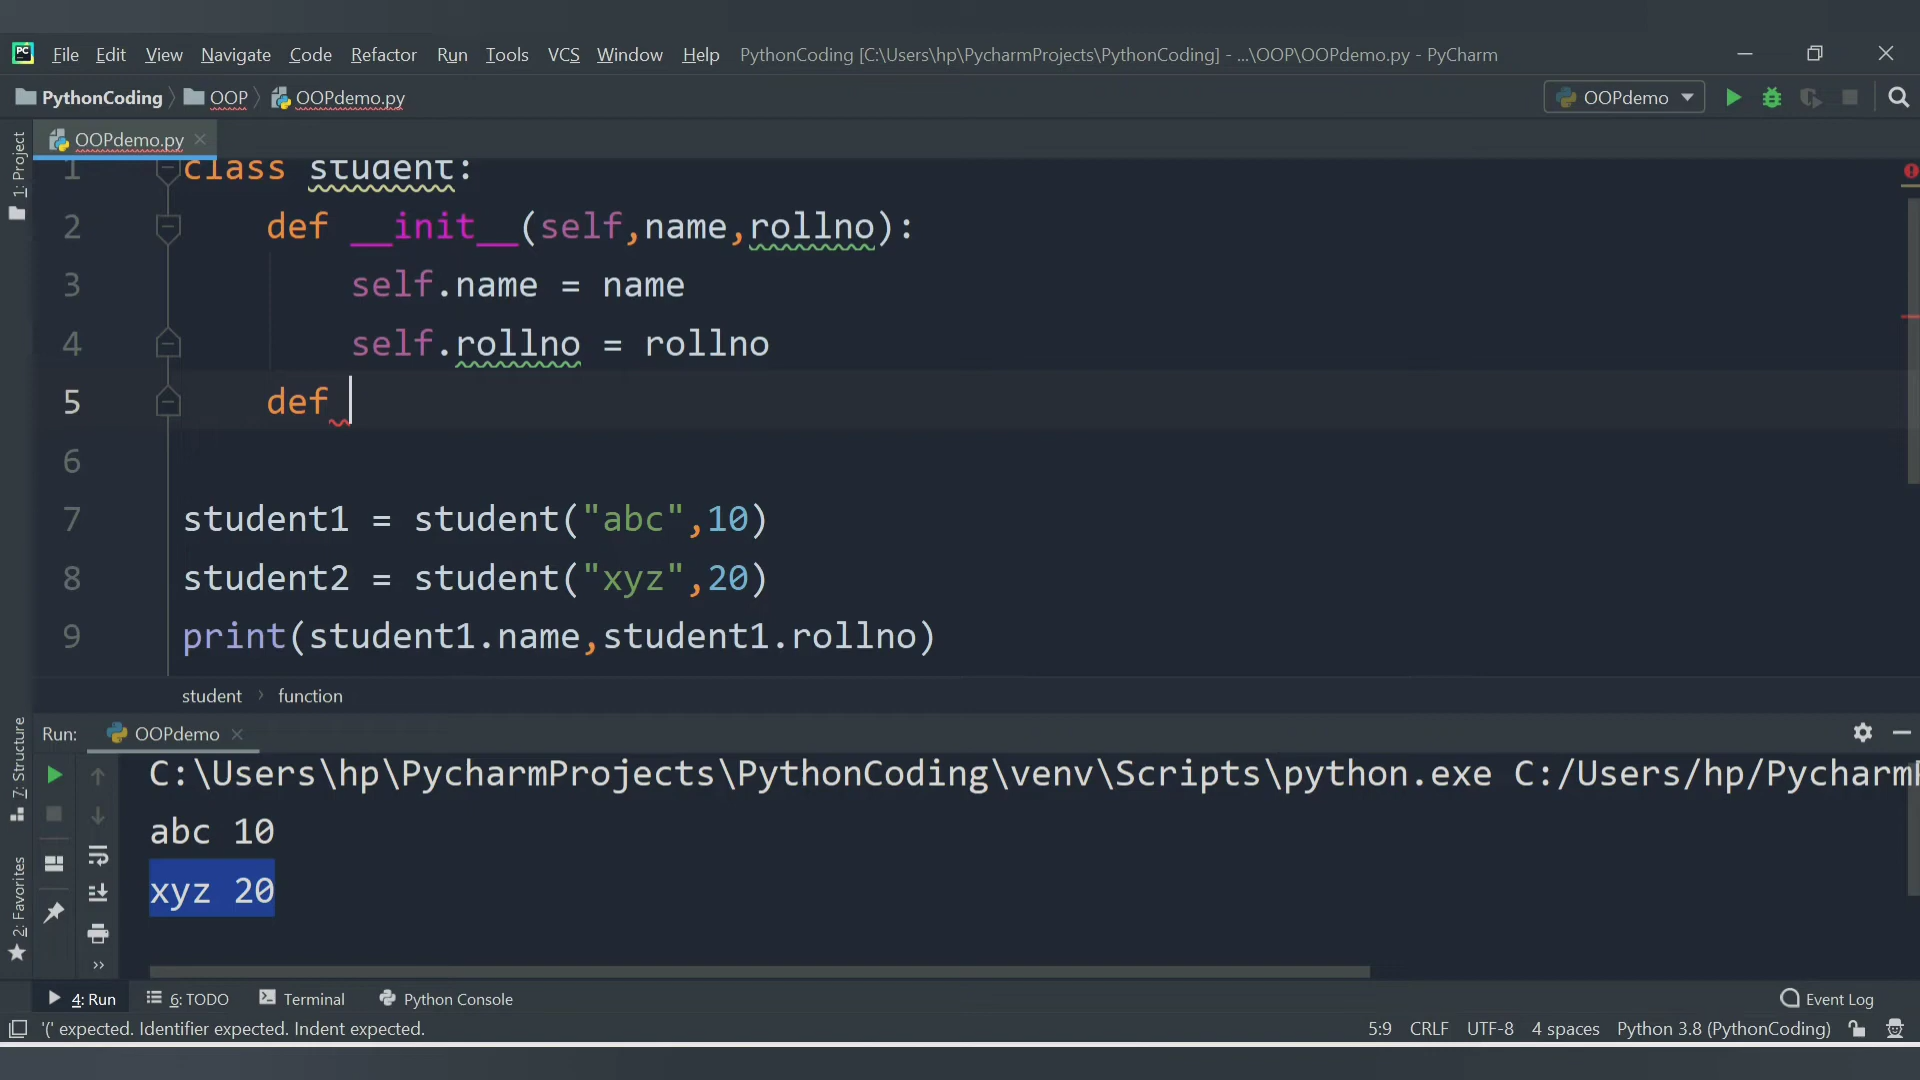 PC File Edit View Navigate Code Refactor Run Tools VCS Window Help PythonCoding [C:\Users\hp\PycharmProjects\PythonCoding] - ...\OOP\OOPdemo.py - PyCharm
PythonCoding OOP OOPdemo.py OOPdemo
1: Project
OOPdemo.py
1 class student:
2 def __init__(self,name,rollno):
3 self.name = name
4 self.rollno = rollno
5 def
6
7 student1 = student("abc",10)
8 student2 = student("xyz",20)
9 print(student1.name,student1.rollno)
student › function
7: Structure
2: Favorites
Run: OOPdemo
C:\Users\hp\PycharmProjects\PythonCoding\venv\Scripts\python.exe C:/Users/hp/PycharmP
abc 10
xyz 20
4: Run 6: TODO Terminal Python Console Event Log
'(' expected. Identifier expected. Indent expected. 5:9 CRLF UTF-8 4 spaces Python 3.8 (PythonCoding)